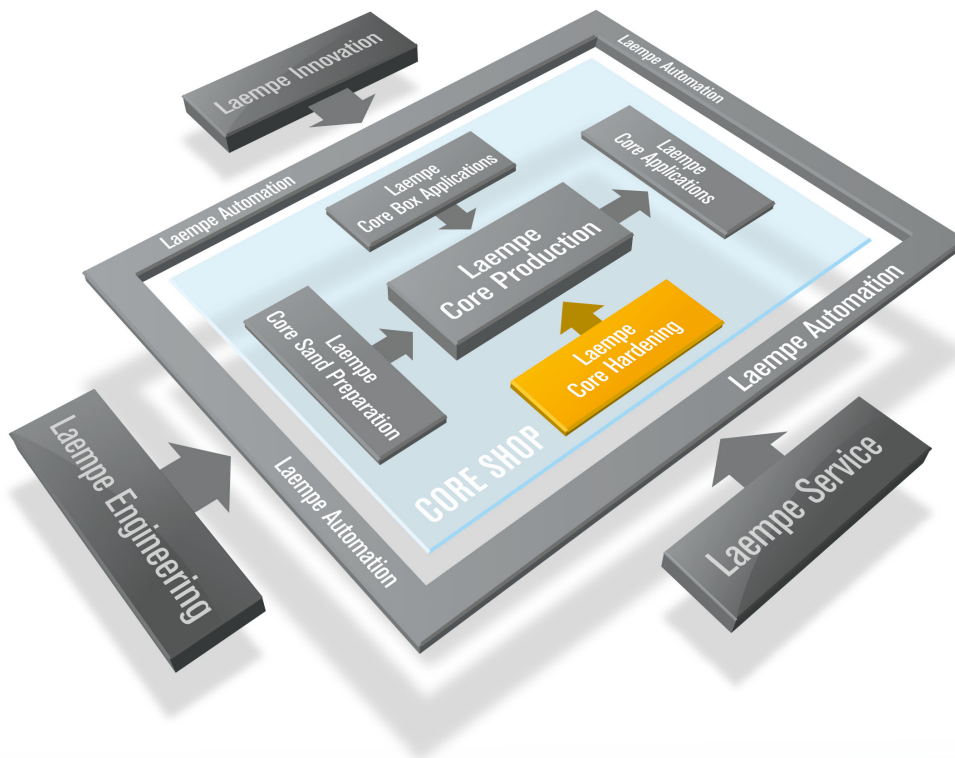 Laempe Innovation
Laempe Automation
Laempe Automation
Laempe
Core Box Applications
Laempe
Core Applications
Laempe
Core Production
Laempe
Core Sand Preparation
Laempe
Core Hardening
Laempe Automation
Laempe Automation
CORE SHOP
Laempe Engineering
Laempe Service